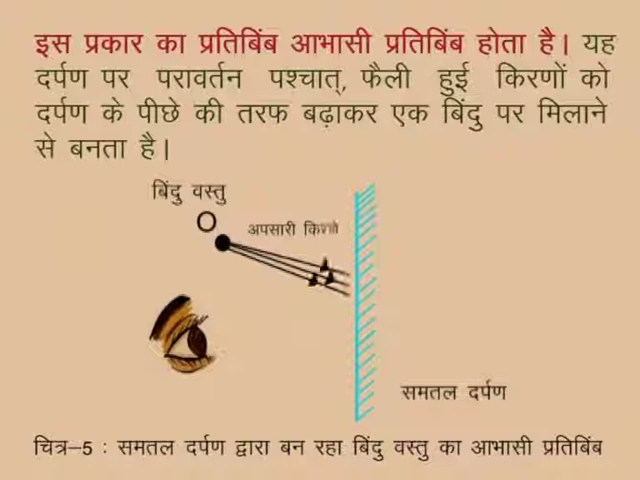 इस प्रकार का प्रतिबिंब आभासी प्रतिबिंब होता है। यह
दर्पण पर परावर्तन पश्चात्, फैली हुई किरणों को
दर्पण के पीछे की तरफ बढ़ाकर एक बिंदु पर मिलाने
से बनता है।
बिंदु वस्तु
O
अपसारी
समतल दर्पण
चित्र–5 : समतल दर्पण द्वारा बन रहा बिंदु वस्तु का आभासी प्रतिबिंब